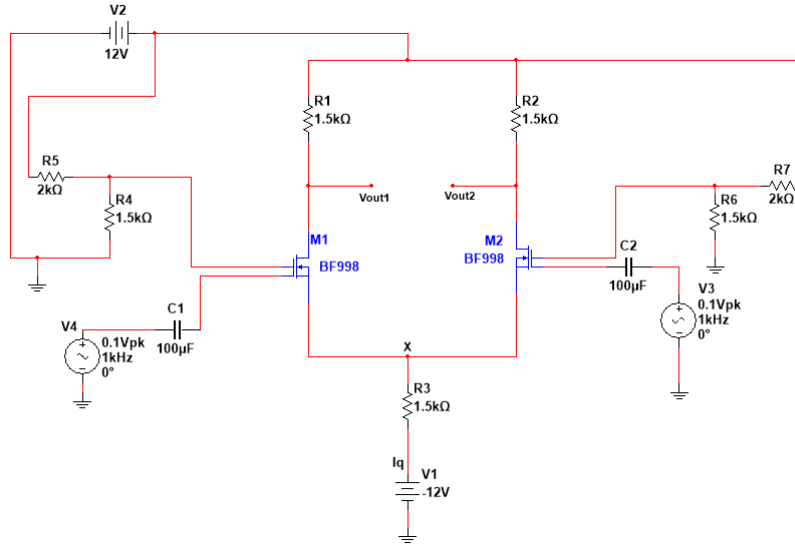 V2
12V
R1
1.5kΩ
R2
1.5kΩ
R5
2kΩ
R4
1.5kΩ
Vout1
Vout2
R7
2kΩ
R6
1.5kΩ
M1
BF998
M2
BF998
C2
100µF
V3
0.1Vpk
1kHz
0°
C1
100µF
V4
0.1Vpk
1kHz
0°
X
R3
1.5kΩ
Iq
V1
-12V